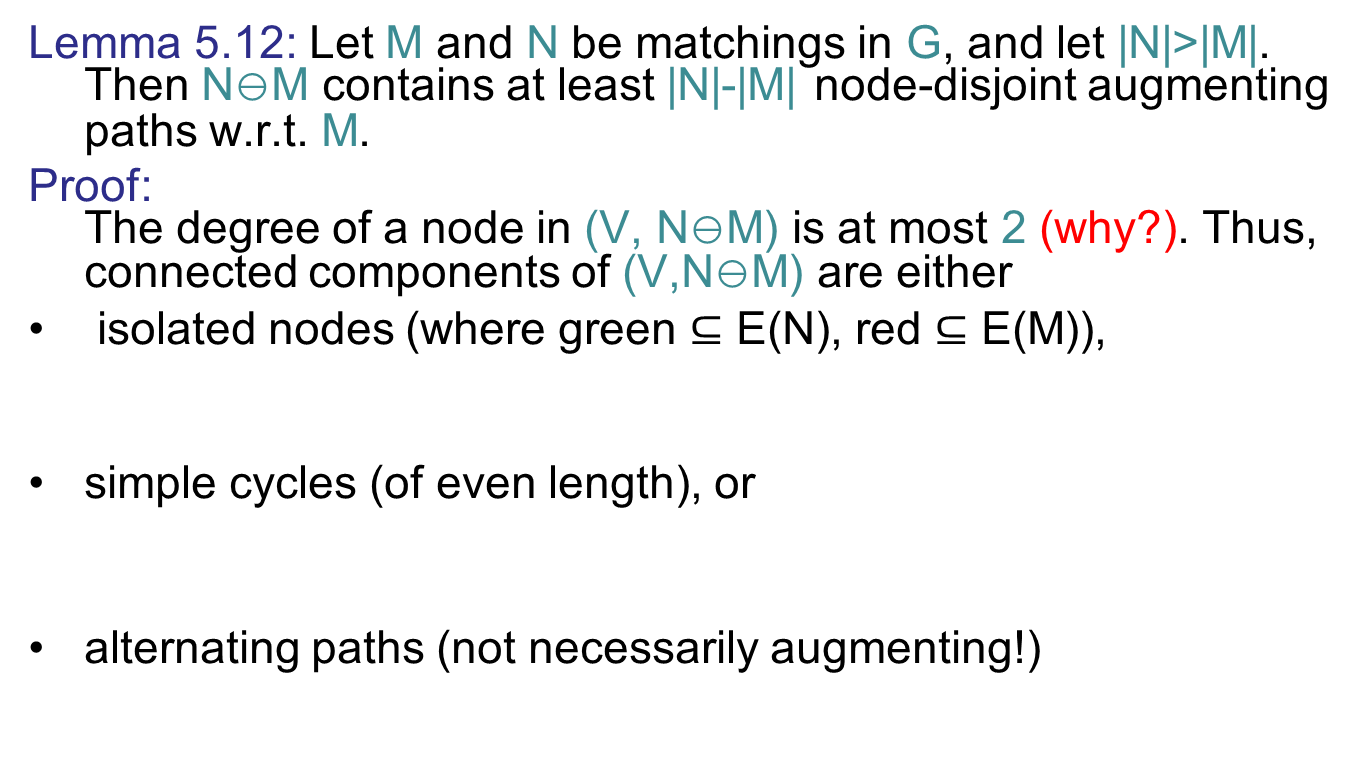 Lemma 5.12: Let M and N be matchings in G, and let |N|>|M|.
Then N⊖M contains at least |N|-|M| node-disjoint augmenting
paths w.r.t. M.
Proof:
The degree of a node in (V, N⊖M) is at most 2 (why?). Thus,
connected components of (V,N⊖M) are either
• isolated nodes (where green ⊆ E(N), red ⊆ E(M)),
• simple cycles (of even length), or
• alternating paths (not necessarily augmenting!)